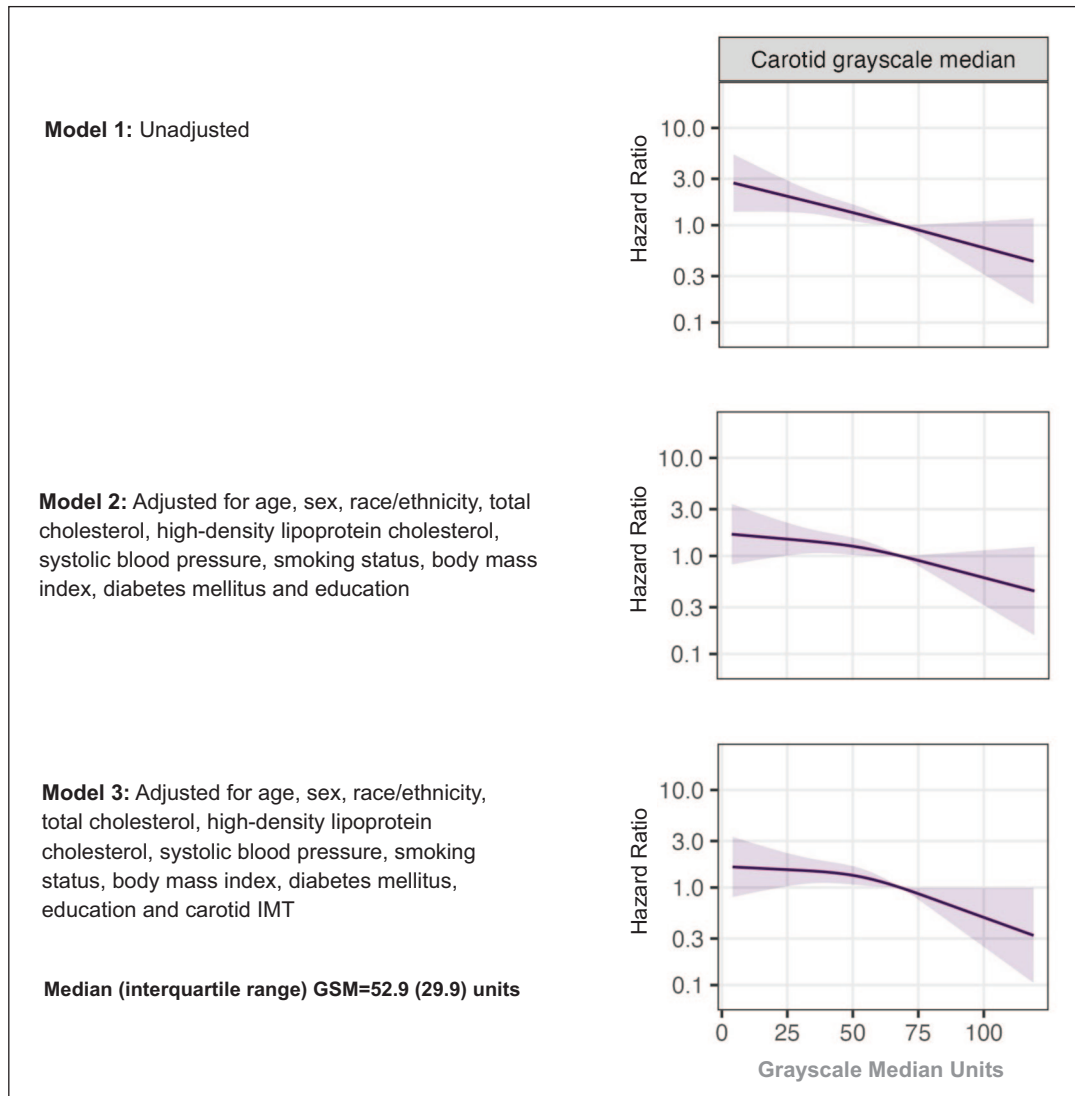 Carotid grayscale median
Model 1: Unadjusted
Hazard Ratio
10.0
3.0
1.0
0.3
0.1
Model 2: Adjusted for age, sex, race/ethnicity, total
cholesterol, high-density lipoprotein cholesterol,
systolic blood pressure, smoking status, body mass
index, diabetes mellitus and education
Hazard Ratio
10.0
3.0
1.0
0.3
0.1
Model 3: Adjusted for age, sex, race/ethnicity,
total cholesterol, high-density lipoprotein
cholesterol, systolic blood pressure, smoking
status, body mass index, diabetes mellitus,
education and carotid IMT
Median (interquartile range) GSM=52.9 (29.9) units
Hazard Ratio
10.0
3.0
1.0
0.3
0.1
0 25 50 75 100
Grayscale Median Units